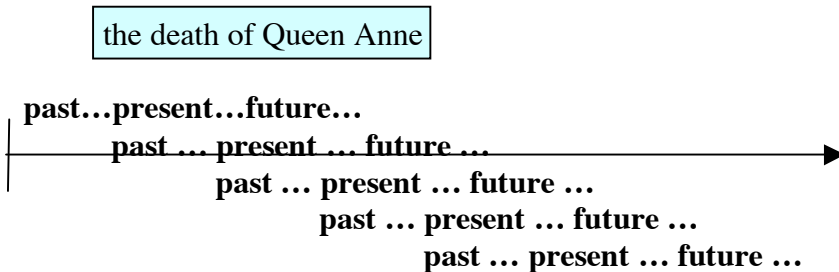 the death of Queen Anne
past…present…future…
past … present … future …
past … present … future …
past … present … future …
past … present … future …